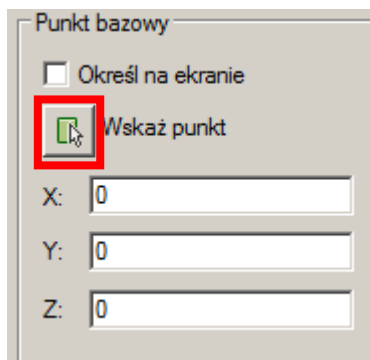 Punkt bazowy
Określ na ekranie
Wskaż punkt
X: 0
Y: 0
Z: 0